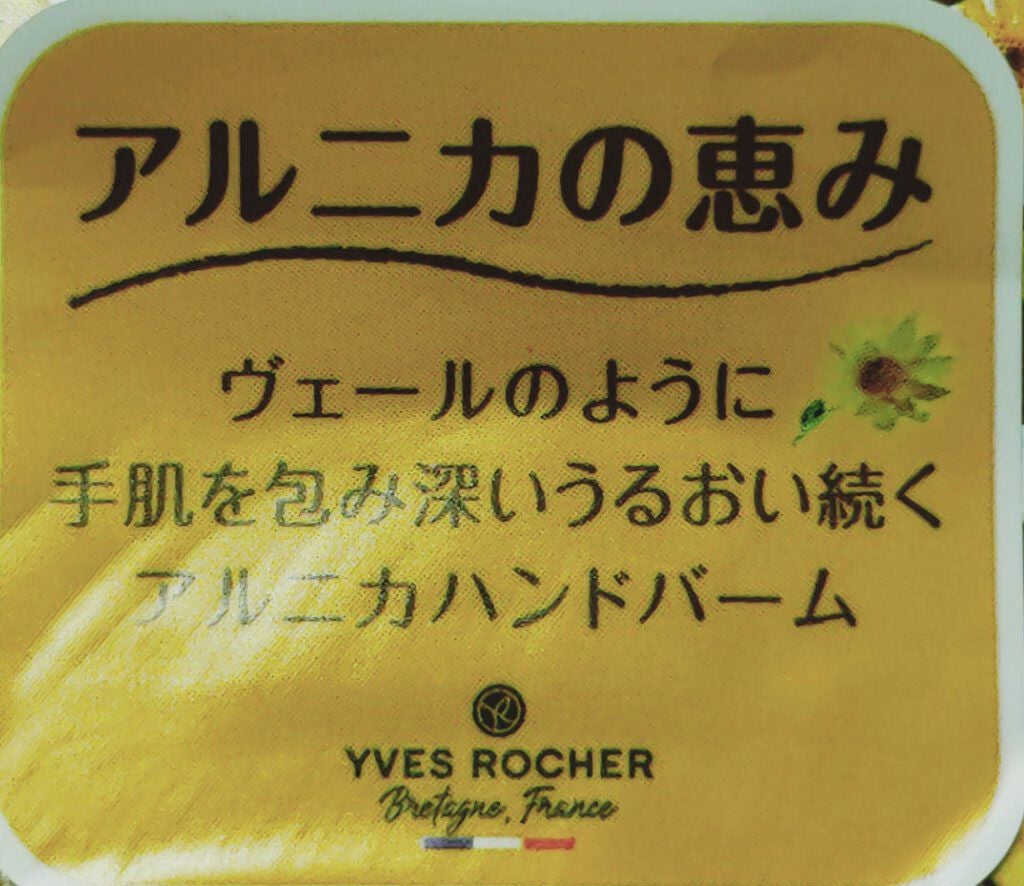 アルニカの恵み
ヴェールのように
手肌を包み深いうるおい続く
アルニカハンドバーム
YVES ROCHER
Bretagne, France